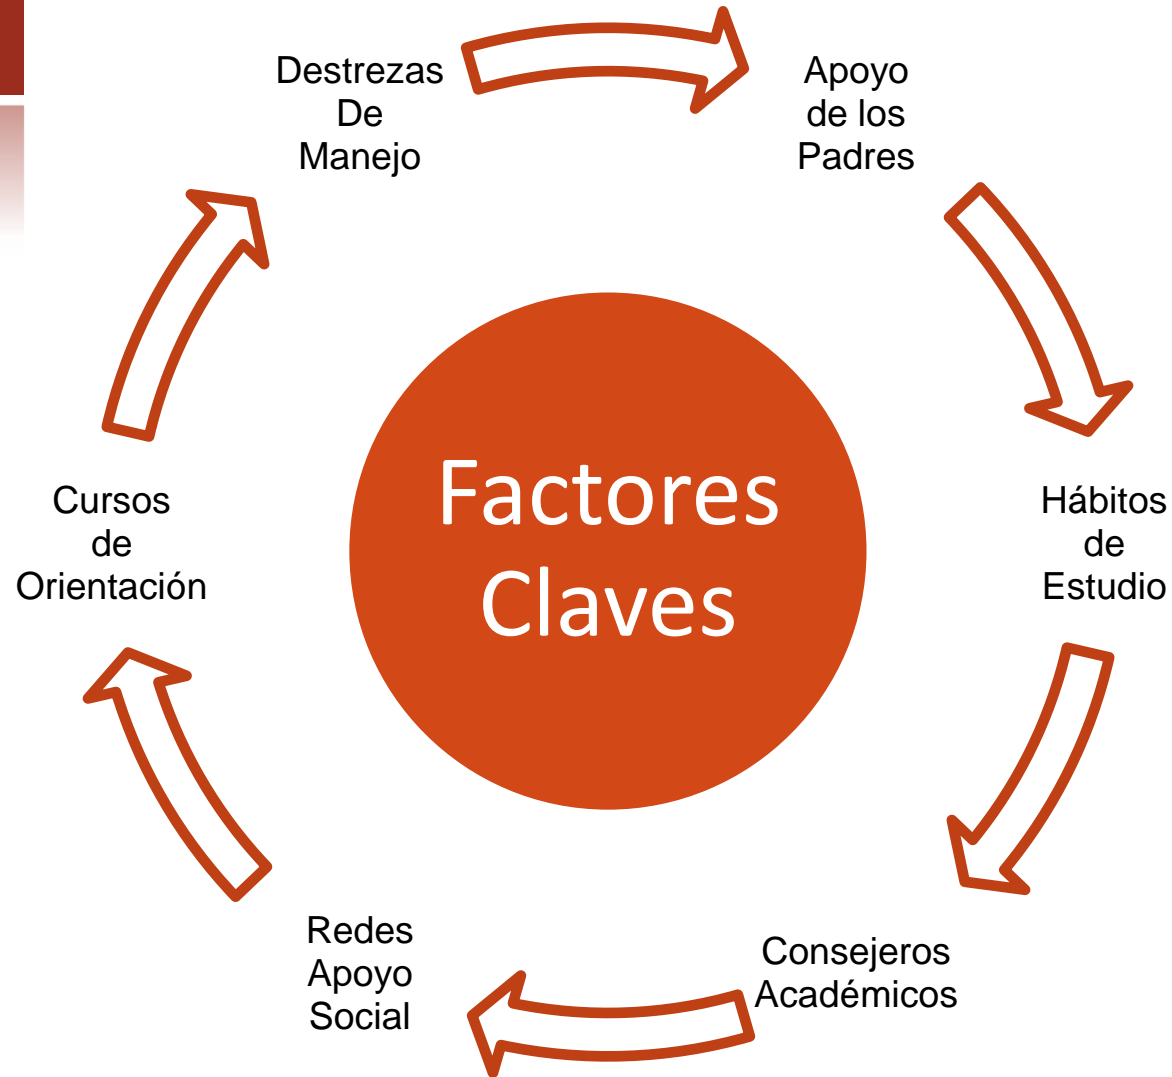 Destrezas
De
Manejo
Apoyo
de los
Padres
Hábitos
de
Estudio
Consejeros
Académicos
Redes
Apoyo
Social
Cursos
de
Orientación
Factores
Claves